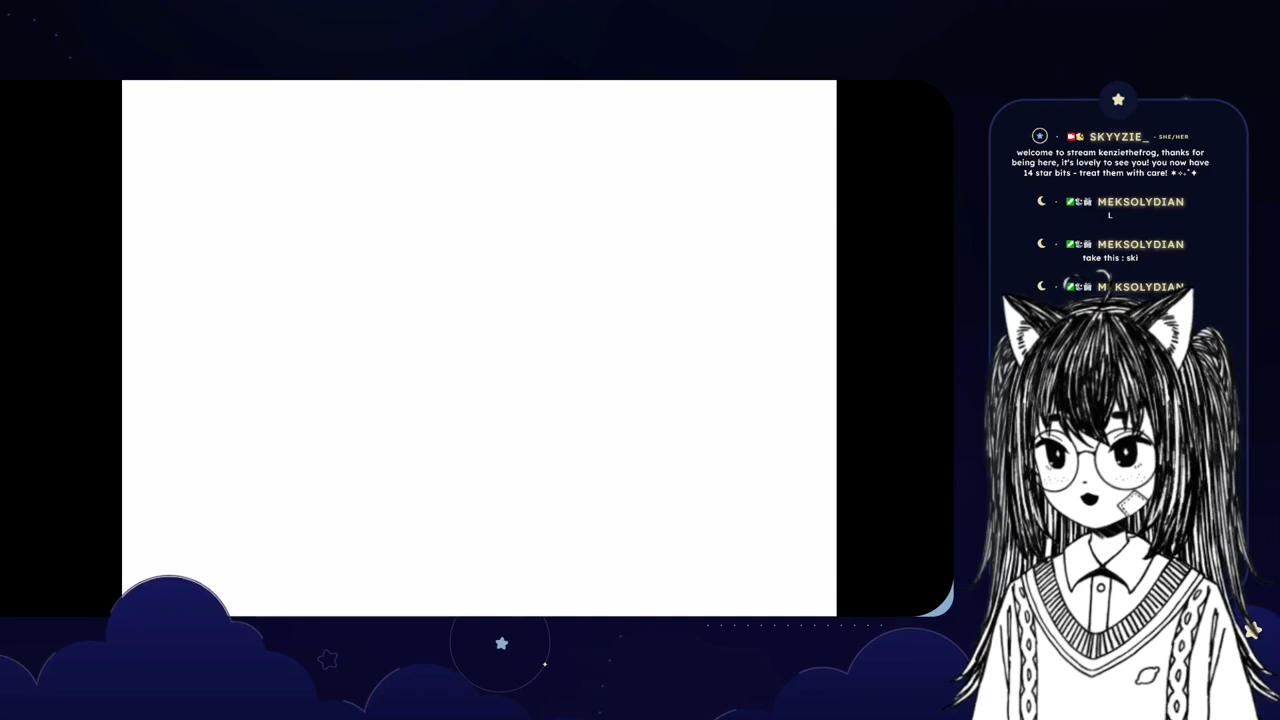 SKYYZIE_ - SHE/HER
welcome to stream kenziethefrog, thanks for
being here, it's lovely to see you! you now have
14 star bits - treat them with care!
MEKSOLYDIAN
L
MEKSOLYDIAN
take this : ski
MEKSOLYDIAN